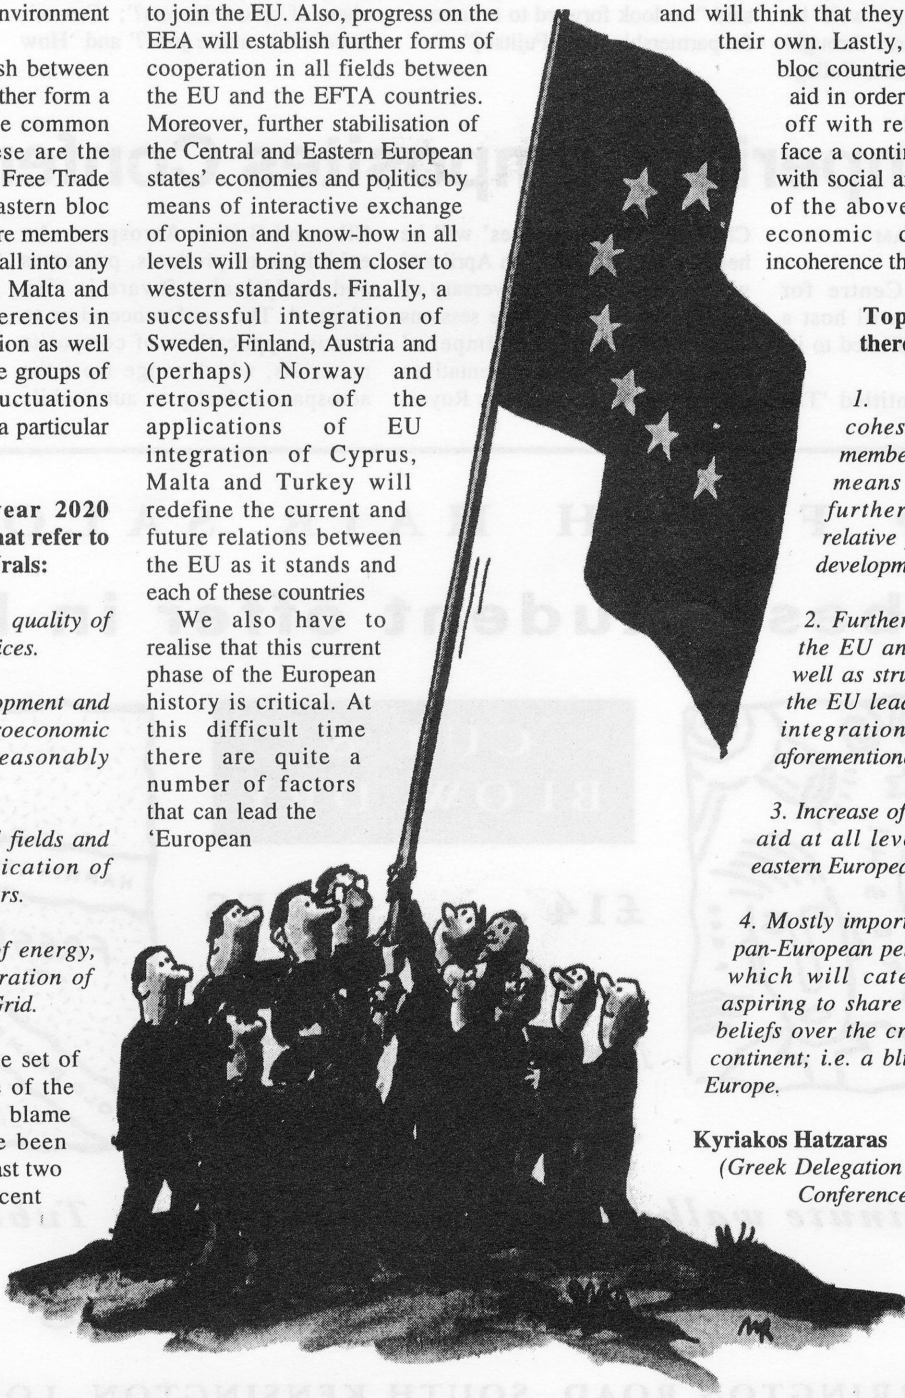 nvironment
sh between
ther form a
e common
ese are the
Free Trade
astern bloc
re members
all into any
Malta and
erences in
ion as well
e groups of
uctuations
a particular
year 2020
hat refer to
rals:
quality of
ices.
opment and
roeconomic
easonably
fields and
ication of
rs.
of energy,
ration of
Grid.
e set of
of the
blame
e been
ast two
cent
to join the EU. Also, progress on the
EEA will establish further forms of
cooperation in all fields between
the EU and the EFTA countries.
Moreover, further stabilisation of
the Central and Eastern European
states' economies and politics by
means of interactive exchange
of opinion and know-how in all
levels will bring them closer to
western standards. Finally, a
successful integration of
Sweden, Finland, Austria and
(perhaps) Norway and
retrospection of the
applications of EU
integration of Cyprus,
Malta and Turkey will
redefine the current and
future relations between
the EU as it stands and
each of these countries
We also have to
realise that this current
phase of the European
history is critical. At
this difficult time
there are quite a
number of factors
that can lead the
'European
and will think that they
their own. Lastly,
bloc countrie
aid in order
off with re
face a contin
with social an
of the above
economic c
incoherence th
Top
there
1.
cohes
membe
means
further
relative
developm
2. Further
the EU an
well as stru
the EU lead
integration
aforemention
3. Increase of
aid at all leve
eastern Europea
4. Mostly import
pan-European pe
which will cate
aspiring to share
beliefs over the cr
continent; i.e. a bli
Europe.
Kyriakos Hatzaras
(Greek Delegation
Conference